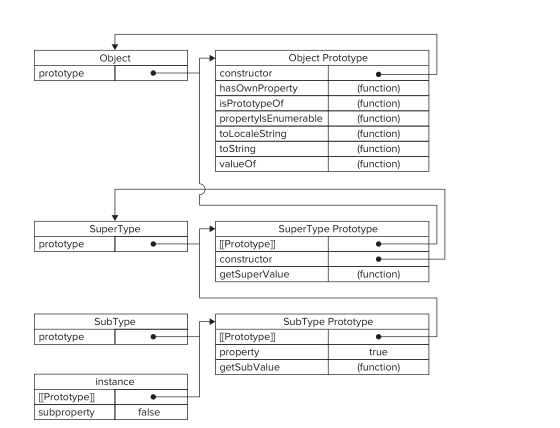 Object
prototype
Object Prototype
constructor
hasOwnProperty (function)
isPrototypeOf (function)
propertyIsEnumerable (function)
toLocaleString (function)
toString (function)
valueOf (function)
SuperType
prototype
SuperType Prototype
[[Prototype]]
constructor
getSuperValue (function)
SubType
prototype
SubType Prototype
[[Prototype]]
property true
getSubValue (function)
instance
[[Prototype]]
subproperty false